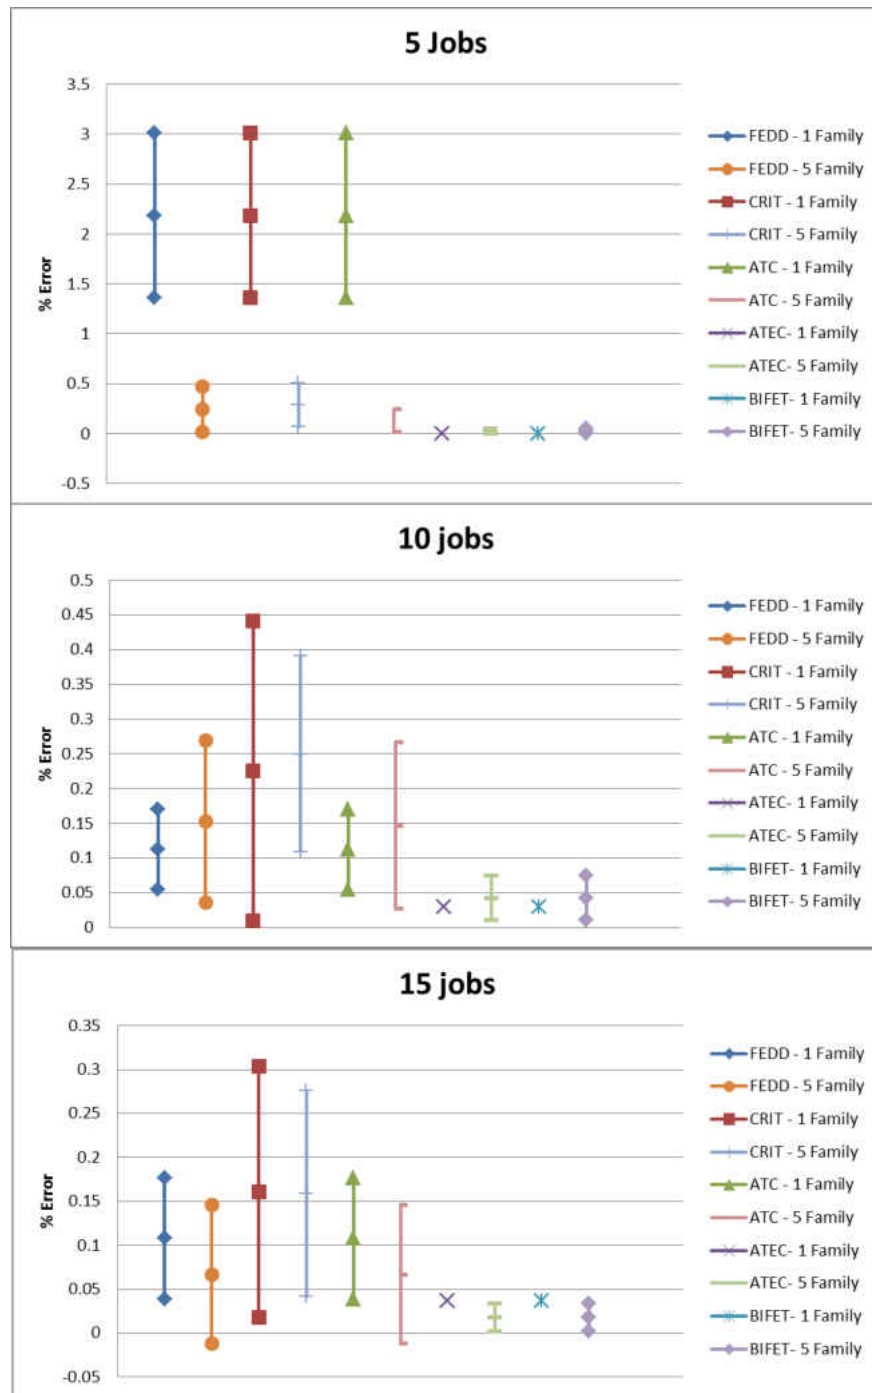 5 Jobs
3.5
3
2.5
2
1.5
1
0.5
0
-0.5
% Error
FEDD - 1 Family
FEDD - 5 Family
CRIT - 1 Family
CRIT - 5 Family
ATC - 1 Family
ATC - 5 Family
ATEC- 1 Family
ATEC- 5 Family
BIFET- 1 Family
BIFET- 5 Family
10 jobs
0.5
0.45
0.4
0.35
0.3
0.25
0.2
0.15
0.1
0.05
0
% Error
FEDD - 1 Family
FEDD - 5 Family
CRIT - 1 Family
CRIT - 5 Family
ATC - 1 Family
ATC - 5 Family
ATEC- 1 Family
ATEC- 5 Family
BIFET- 1 Family
BIFET- 5 Family
15 jobs
0.35
0.3
0.25
0.2
0.15
0.1
0.05
0
-0.05
% Error
FEDD - 1 Family
FEDD - 5 Family
CRIT - 1 Family
CRIT - 5 Family
ATC - 1 Family
ATC - 5 Family
ATEC- 1 Family
ATEC- 5 Family
BIFET- 1 Family
BIFET- 5 Family